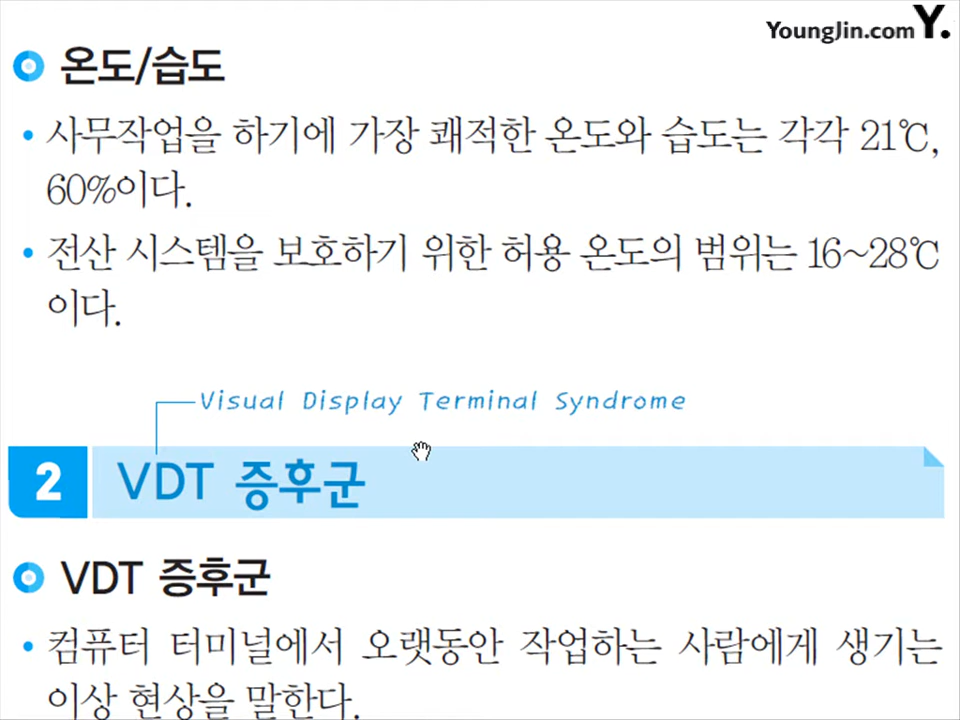 YoungJin.com Y.
온도/습도
• 사무작업을 하기에 가장 쾌적한 온도와 습도는 각각 21℃,
60%이다.
• 전산 시스템을 보호하기 위한 허용 온도의 범위는 16~28℃
이다.
Visual Display Terminal Syndrome
2 VDT 증후군
VDT 증후군
• 컴퓨터 터미널에서 오랫동안 작업하는 사람에게 생기는
이상 현상을 말한다.